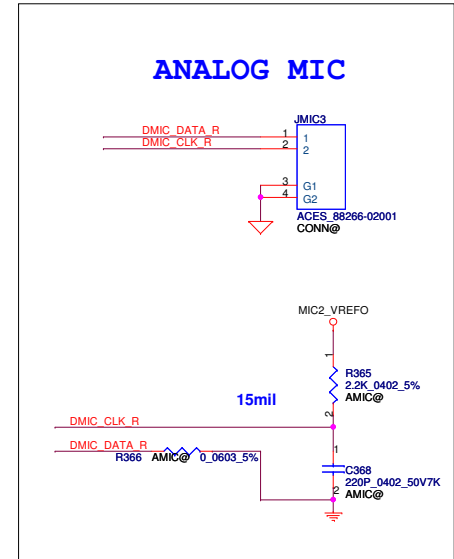 ANALOG MIC
JMIC3
DMIC_DATA_R 1 1
DMIC_CLK_R 2 2
3 G1
4 G2
ACES_88266-02001
CONN@
MIC2_VREFO
1
R365
2.2K_0402_5%
AMIC@
15mil
2
DMIC_CLK_R
DMIC_DATA_R
R366 AMIC@ 0_0603_5%
1
C368
220P_0402_50V7K
2
AMIC@